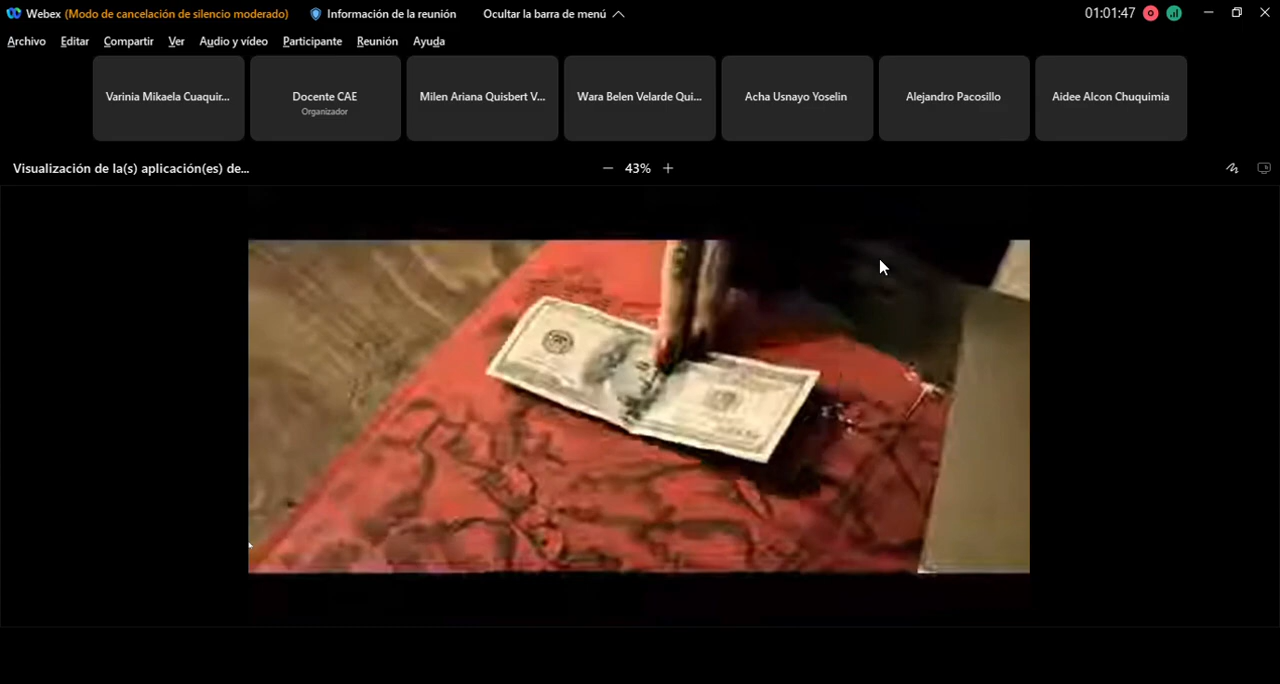 Webex (Modo de cancelación de silencio moderado) Información de la reunión Ocultar la barra de menú 01:01:47
Archivo Editar Compartir Ver Audio y vídeo Participante Reunión Ayuda
Varinia Mikaela Cuaquir... Docente CAE Milen Ariana Quisbert V... Wara Belen Velarde Qui... Acha Usnayo Yoselin Alejandro Pacosillo Aidee Alcon Chuquimia
Organizador
Visualización de la(s) aplicación(es) de... 43%